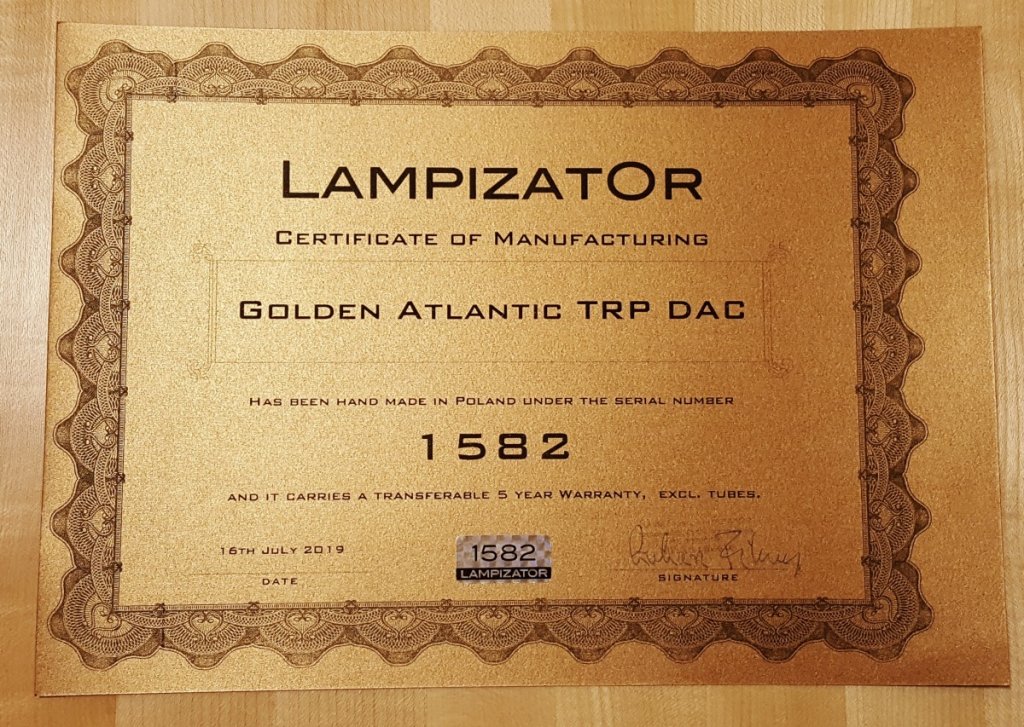 LAMPIZATOR
CERTIFICATE OF MANUFACTURING
GOLDEN ATLANTIC TRP DAC
HAS BEEN HAND MADE IN POLAND UNDER THE SERIAL NUMBER
1582
AND IT CARRIES A TRANSFERABLE 5 YEAR WARRANTY, EXCL. TUBES.
16TH JULY 2019
DATE
1582
LAMPIZATOR
SIGNATURE